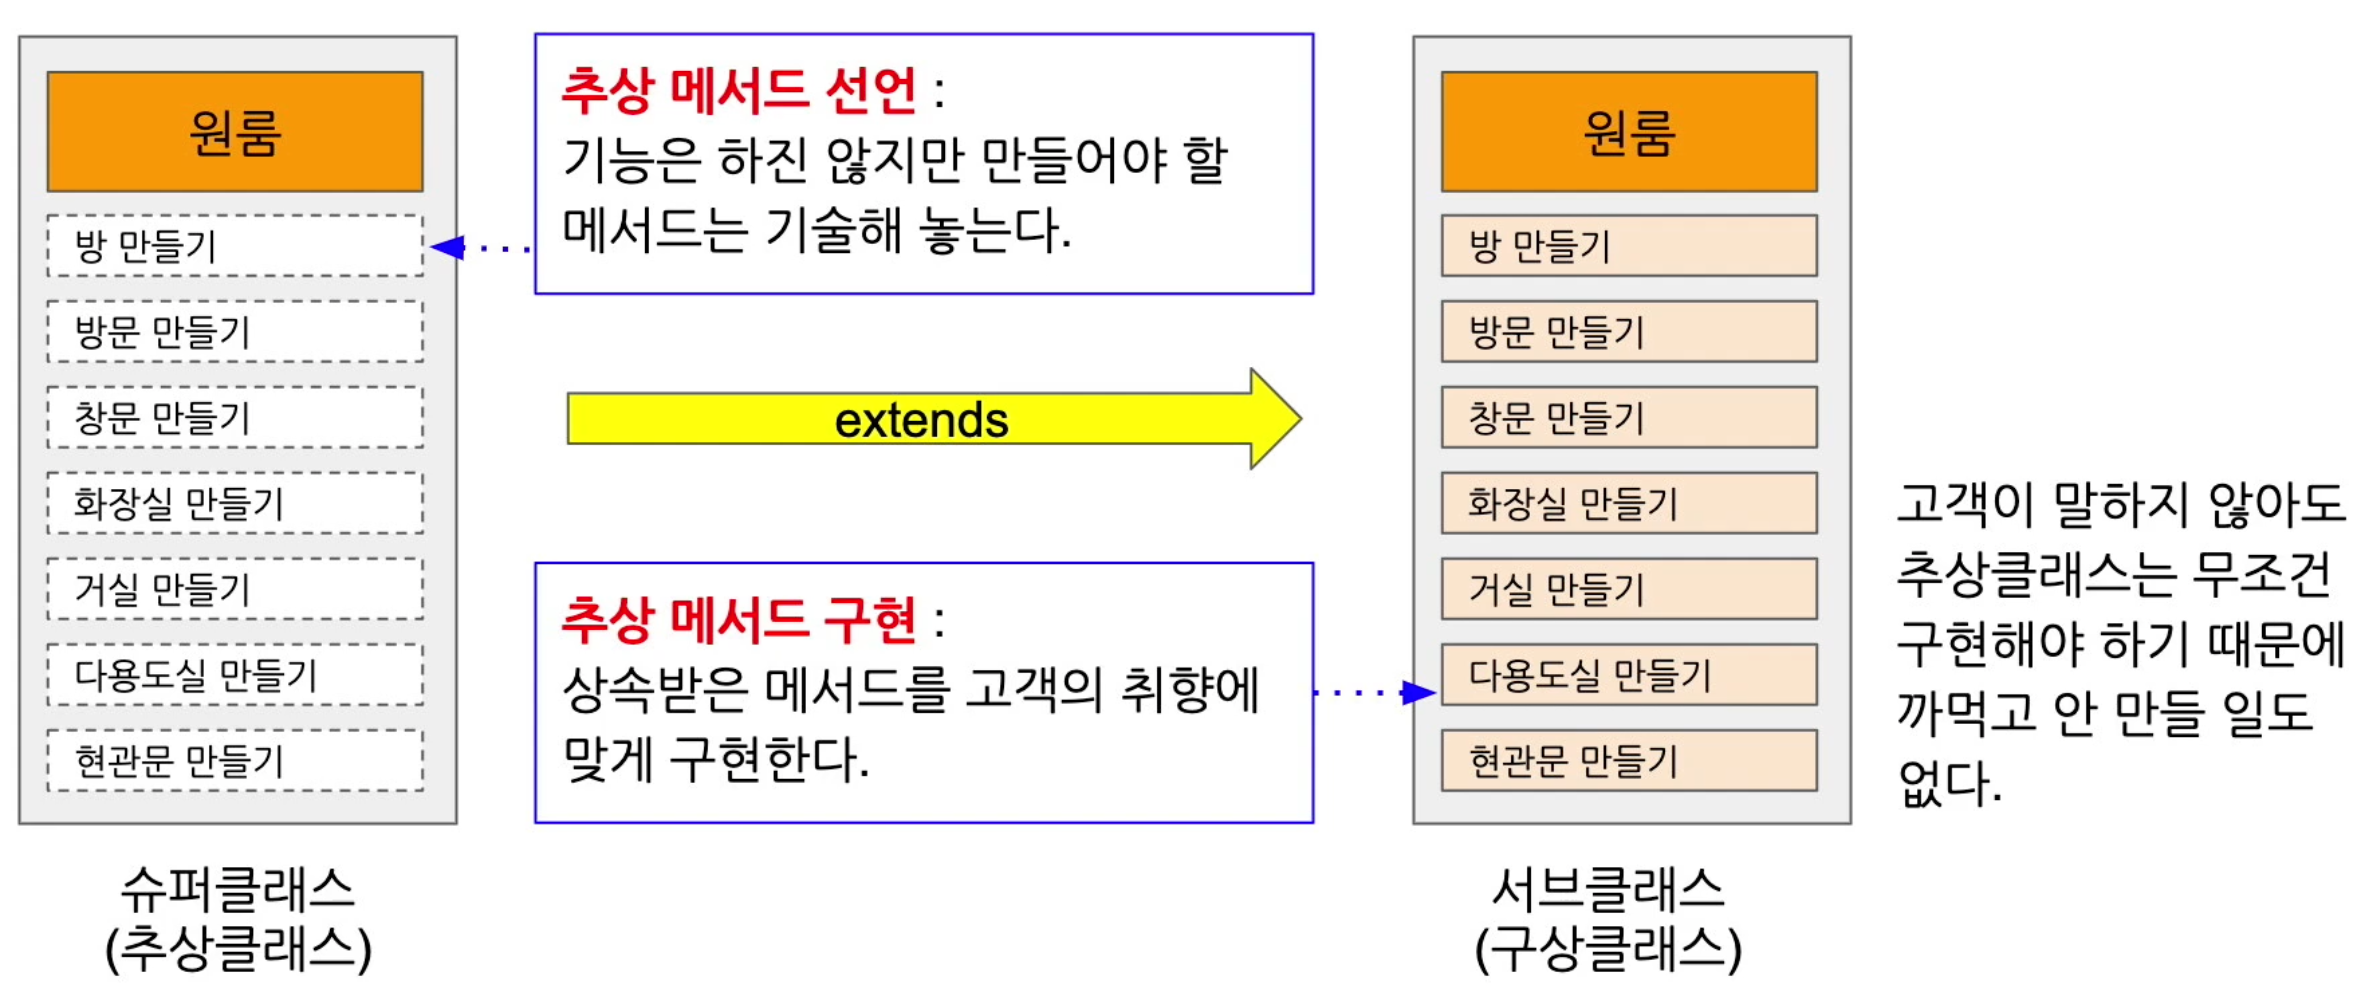 원룸
방 만들기
방문 만들기
창문 만들기
화장실 만들기
거실 만들기
다용도실 만들기
현관문 만들기
슈퍼클래스
(추상클래스)
추상 메서드 선언 :
기능은 하진 않지만 만들어야 할
메서드는 기술해 놓는다.
extends
추상 메서드 구현 :
상속받은 메서드를 고객의 취향에
맞게 구현한다.
원룸
방 만들기
방문 만들기
창문 만들기
화장실 만들기
거실 만들기
다용도실 만들기
현관문 만들기
서브클래스
(구상클래스)
고객이 말하지 않아도
추상클래스는 무조건
구현해야 하기 때문에
까먹고 안 만들 일도
없다.